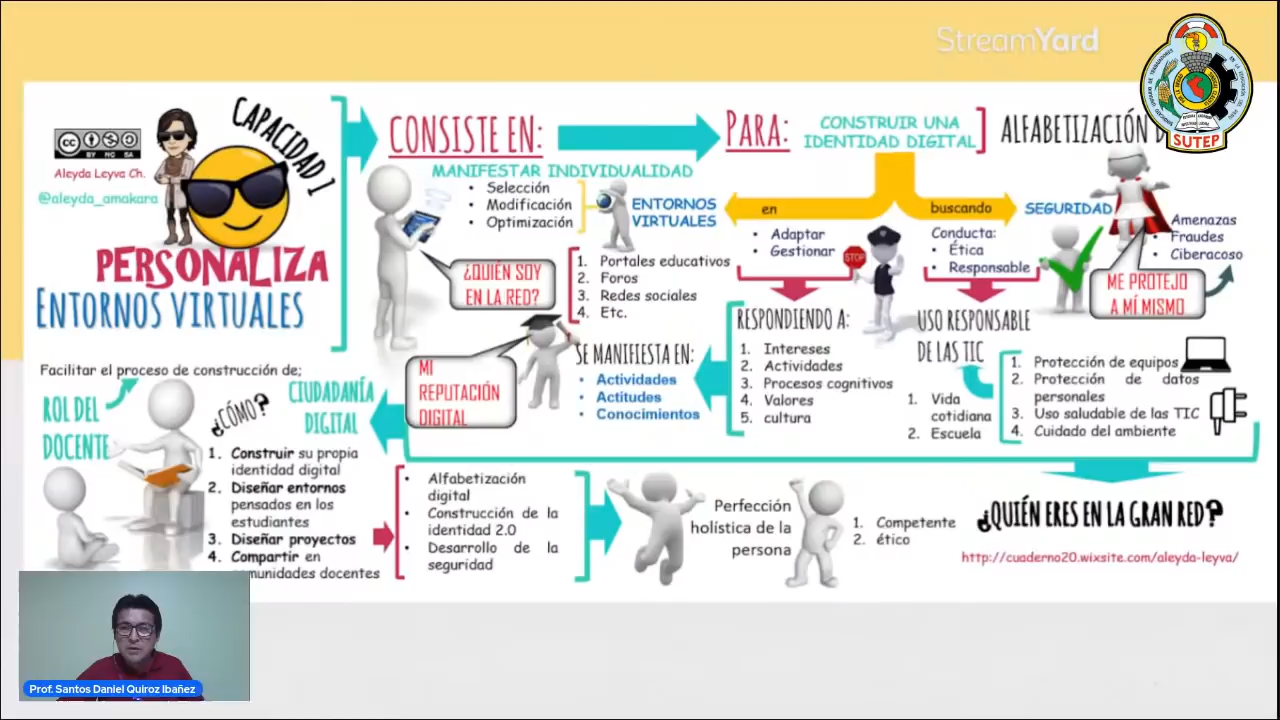 StreamYard
SUTEP
CAPACIDAD 1
BY NC SA
Aleyda Leyva Ch.
@aleyda_amakara
PERSONALIZA
ENTORNOS VIRTUALES
CONSISTE EN:
MANIFESTAR INDIVIDUALIDAD
• Selección
• Modificación
• Optimización
ENTORNOS
VIRTUALES
¿QUIÉN SOY
EN LA RED?
1. Portales educativos
2. Foros
3. Redes sociales
4. Etc.
PARA:
CONSTRUIR UNA
IDENTIDAD DIGITAL
en
• Adaptar
• Gestionar
STOP
buscando
Conducta:
• Ética
• Responsable
ALFABETIZACIÓN
SEGURIDAD
• Amenazas
• Fraudes
• Ciberacoso
ME PROTEJO
A MÍ MISMO
RESPONDIENDO A:
1. Intereses
2. Actividades
3. Procesos cognitivos
4. Valores
5. cultura
USO RESPONSABLE
DE LAS TIC
1. Vida
cotidiana
2. Escuela
1. Protección de equipos
2. Protección de datos
personales
3. Uso saludable de las TIC
4. Cuidado del ambiente
SE MANIFIESTA EN:
• Actividades
• Actitudes
• Conocimientos
MI
REPUTACIÓN
DIGITAL
CIUDADANÍA
DIGITAL
Facilitar el proceso de construcción de;
ROL DEL
DOCENTE
¿CÓMO?
1. Construir su propia
identidad digital
2. Diseñar entornos
pensados en los
estudiantes
3. Diseñar proyectos
4. Compartir en
comunidades docentes
• Alfabetización
digital
• Construcción de la
identidad 2.0
• Desarrollo de la
seguridad
Perfección
holística de la
persona
1. Competente
2. ético
¿QUIÉN ERES EN LA GRAN RED?
http://cuaderno20.wixsite.com/aleyda-leyva/
Prof. Santos Daniel Quiroz Ibañez